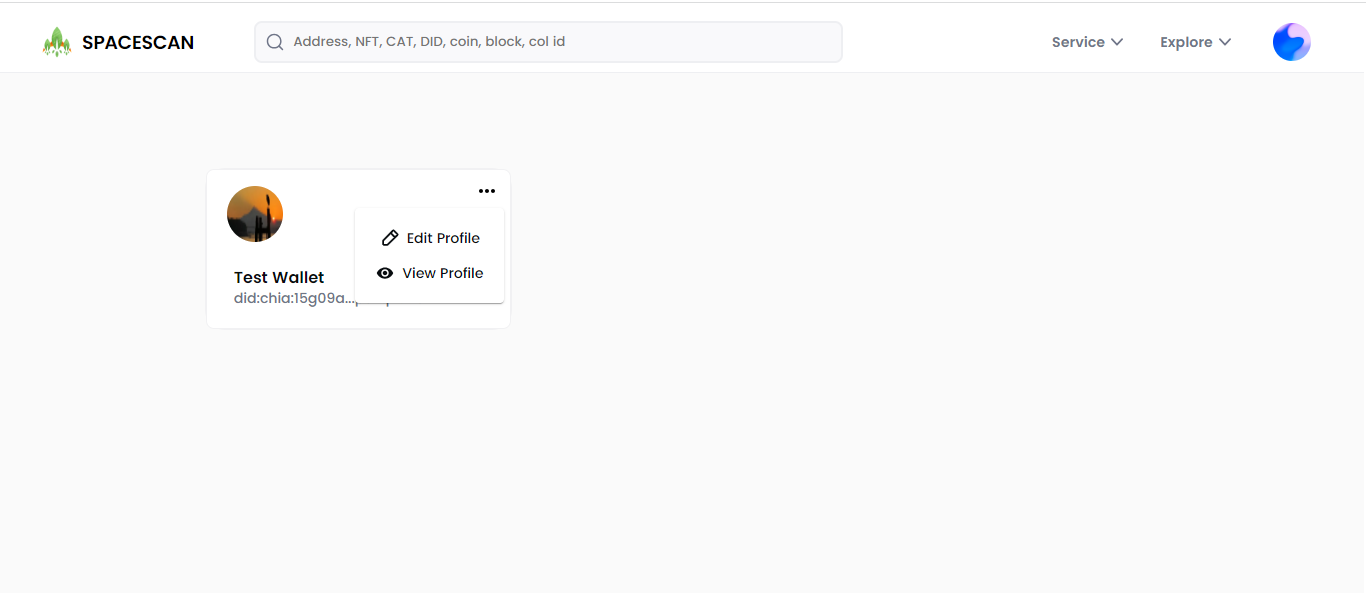 SPACESCAN
Address, NFT, CAT, DID, coin, block, col id
Service
Explore
Edit Profile
View Profile
Test Wallet
did:chia:15g09a...